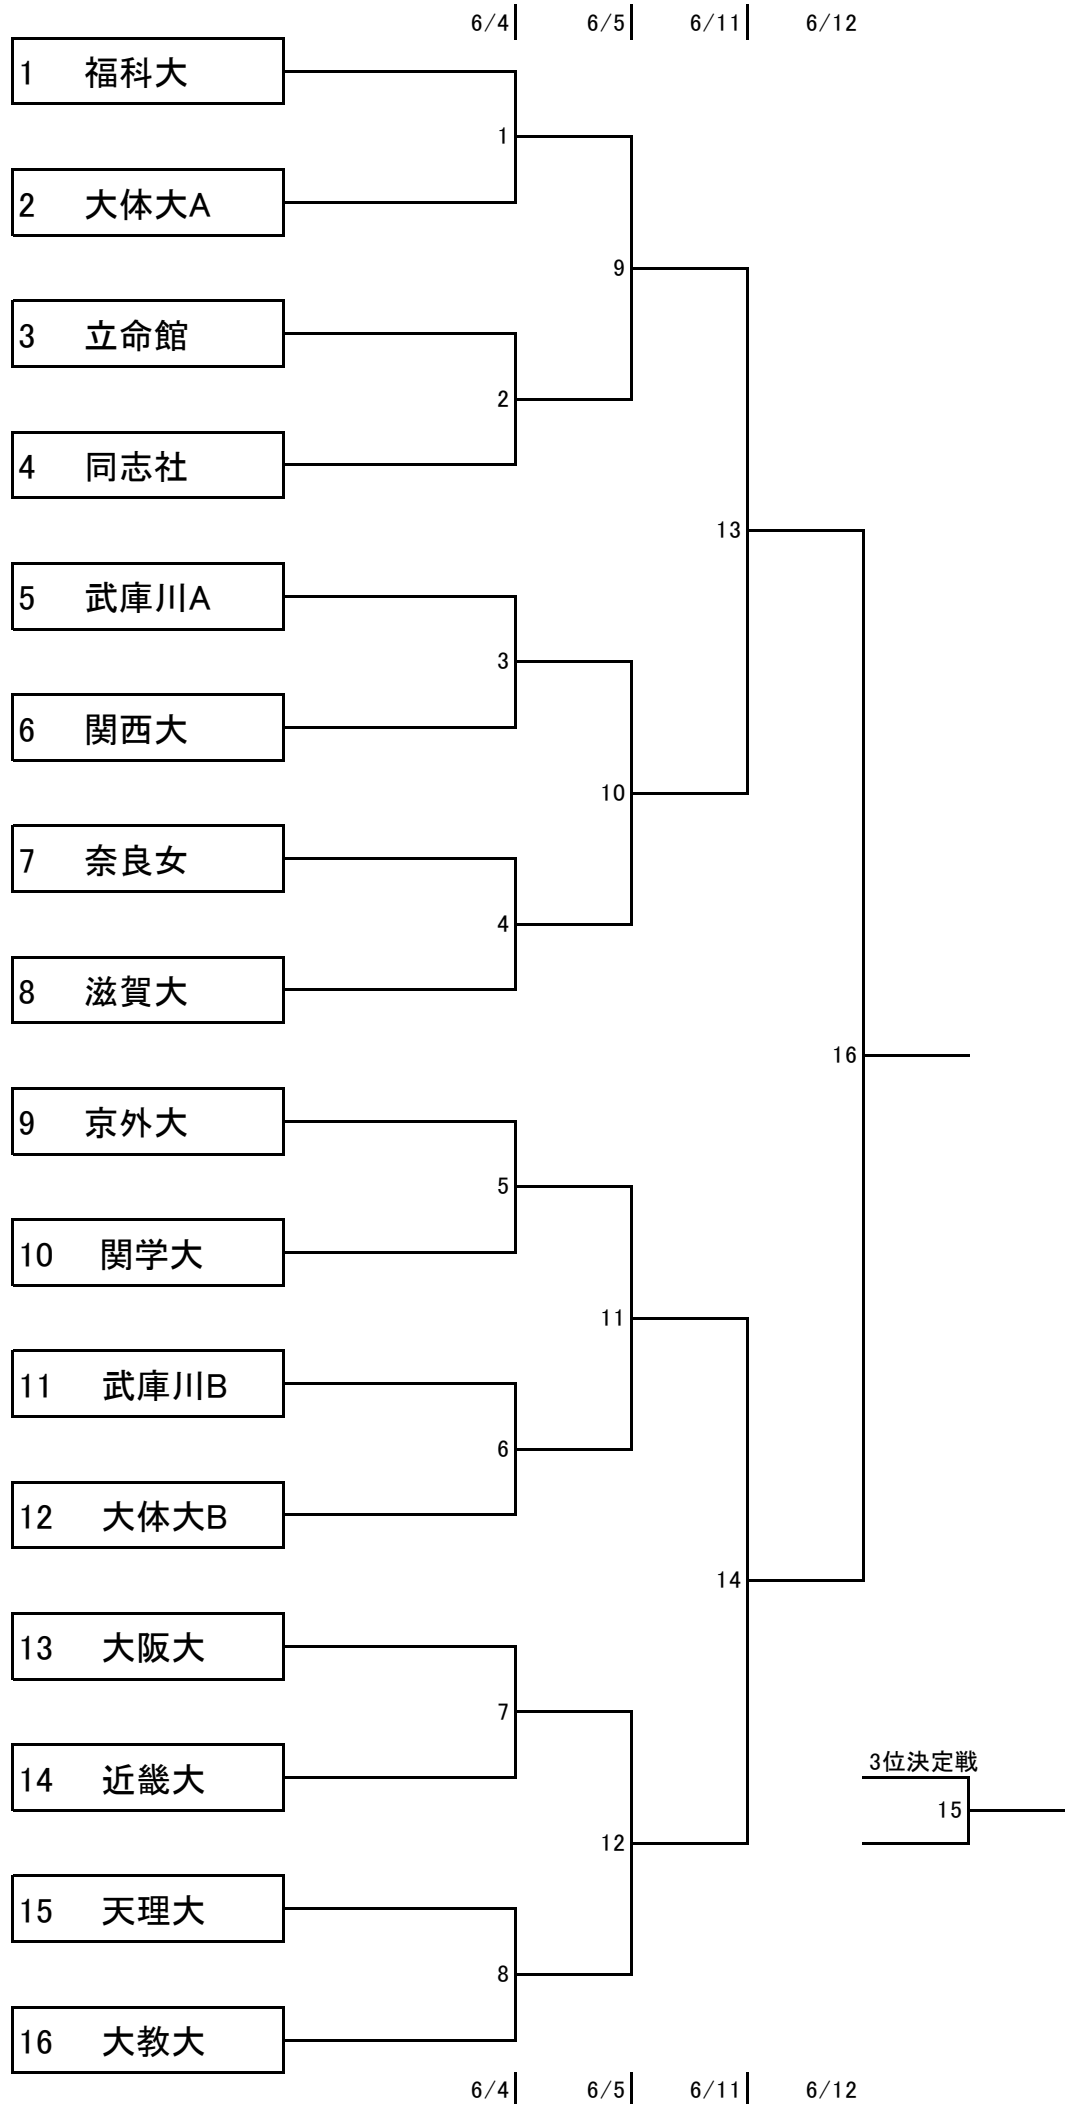 6/4 6/5 6/11 6/12
1 福科大
1
2 大体大A
9
3 立命館
2
4 同志社
13
5 武庫川A
3
6 関西大
10
7 奈良女
4
8 滋賀大
16
9 京外大
5
10 関学大
11
11 武庫川B
6
12 大体大B
14
13 大阪大
7
3位決定戦
14 近畿大
15
12
15 天理大
8
16 大教大
6/4 6/5 6/11 6/12